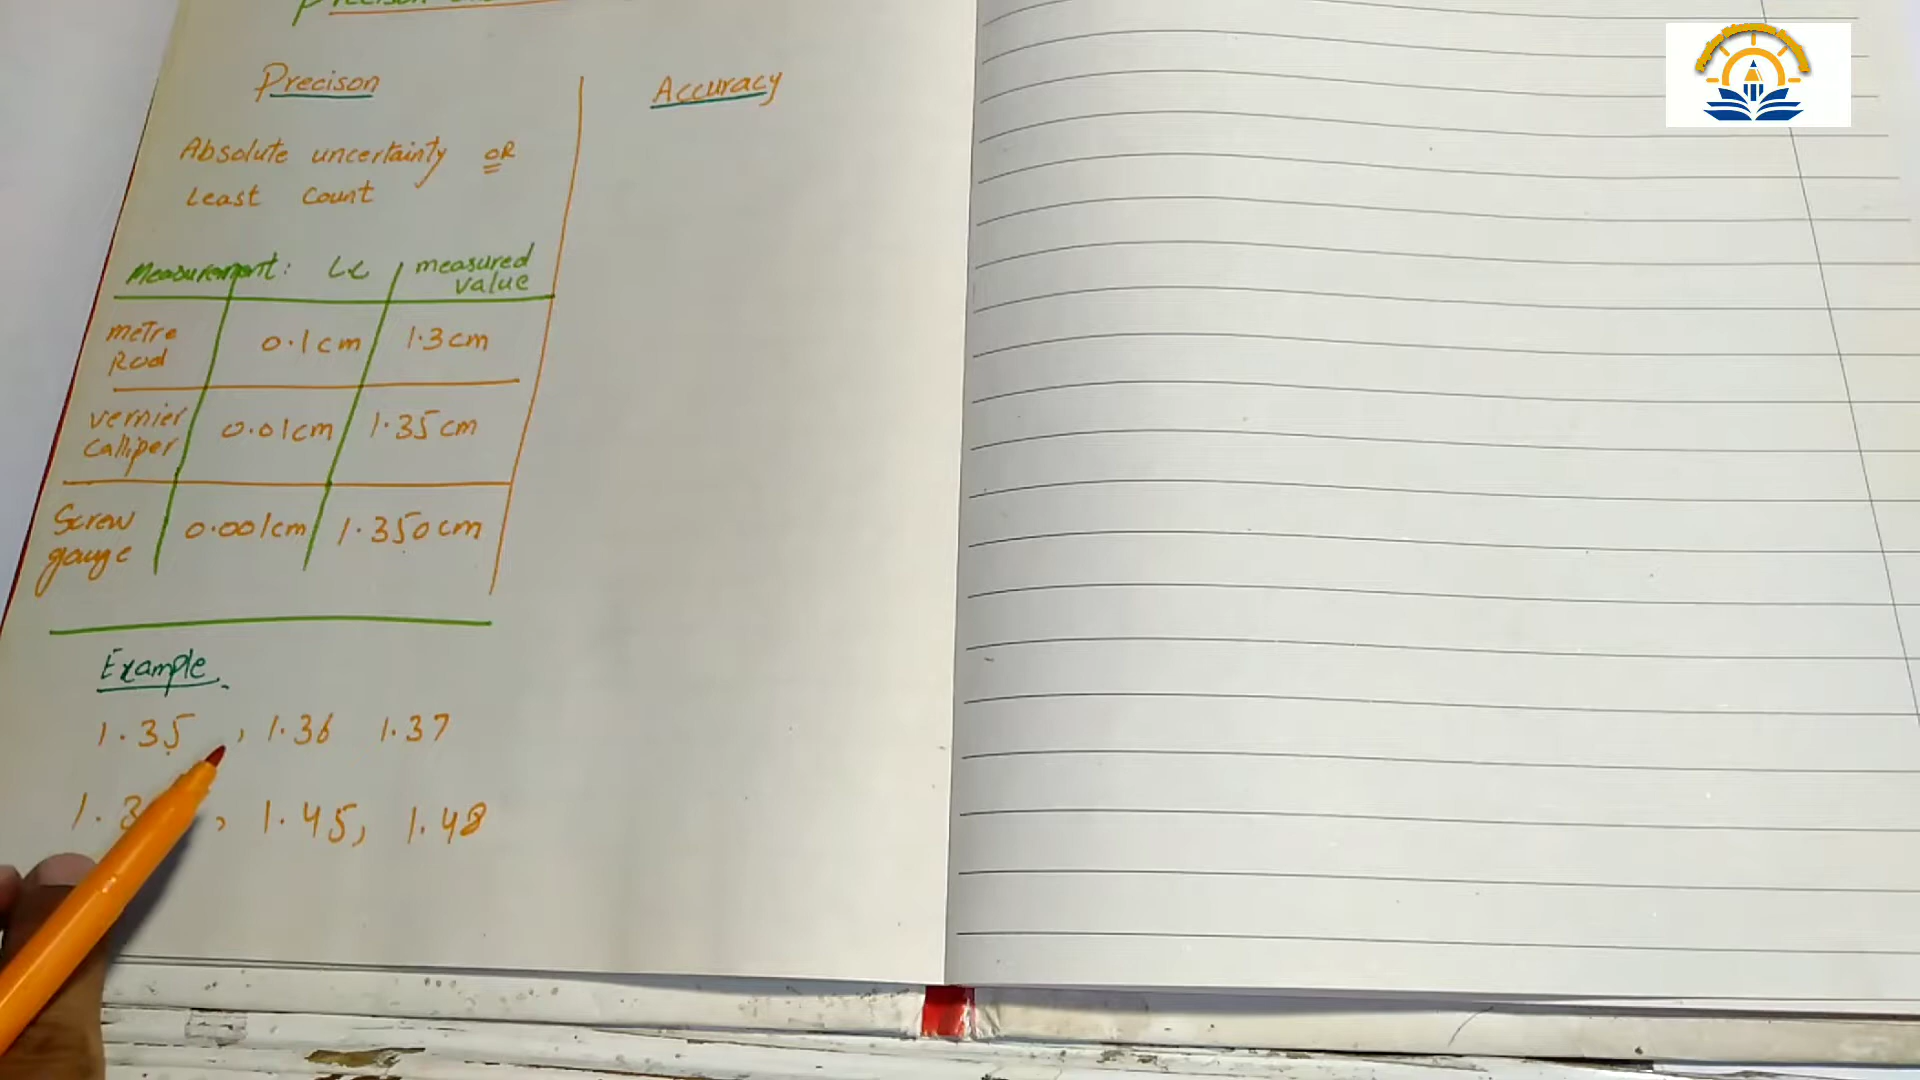 Precison
Precison
Absolute uncertainty OR
Least Count
Measurement: LC measured value
metre Rod 0.1cm 1.3cm
vernier Calliper 0.01cm 1.35cm
Screw gauge 0.001cm 1.350cm
Example
1.35 , 1.36 1.37
, 1.45, 1.48
Accuracy